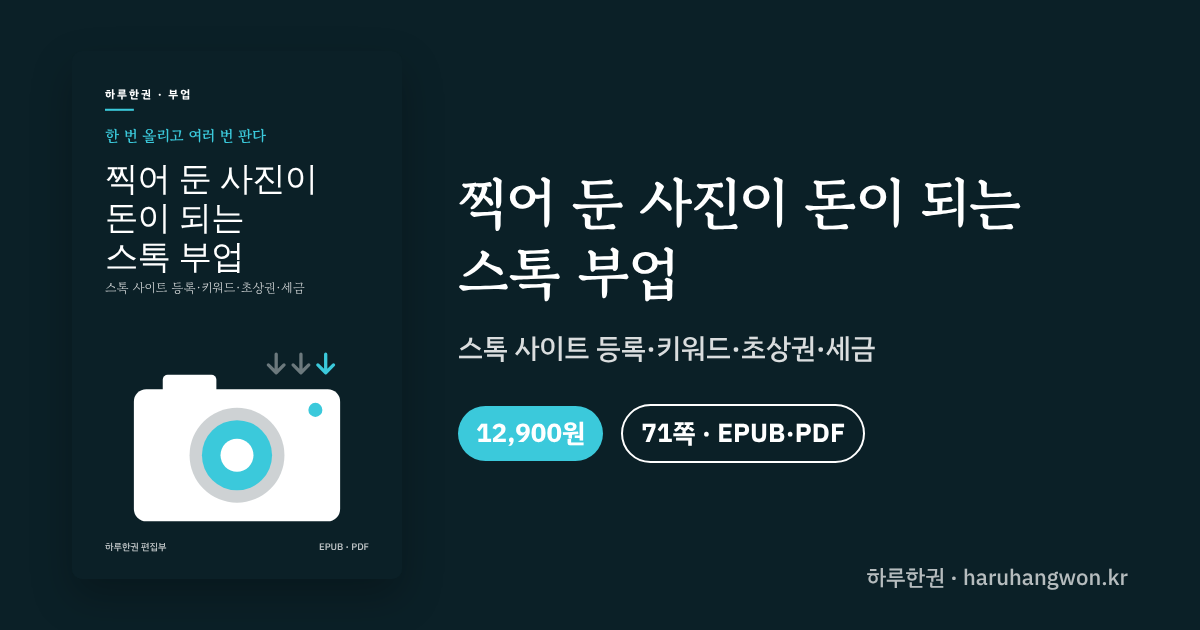 하루한권 · 부업
한 번 올리고 여러 번 판다
찍어 둔 사진이
돈이 되는
스톡 부업
스톡 사이트 등록·키워드·초상권·세금
하루한권 편집부
EPUB · PDF
찍어 둔 사진이 돈이 되는
스톡 부업
스톡 사이트 등록·키워드·초상권·세금
12,900원
71쪽 · EPUB·PDF
하루한권 · haruhangwon.kr